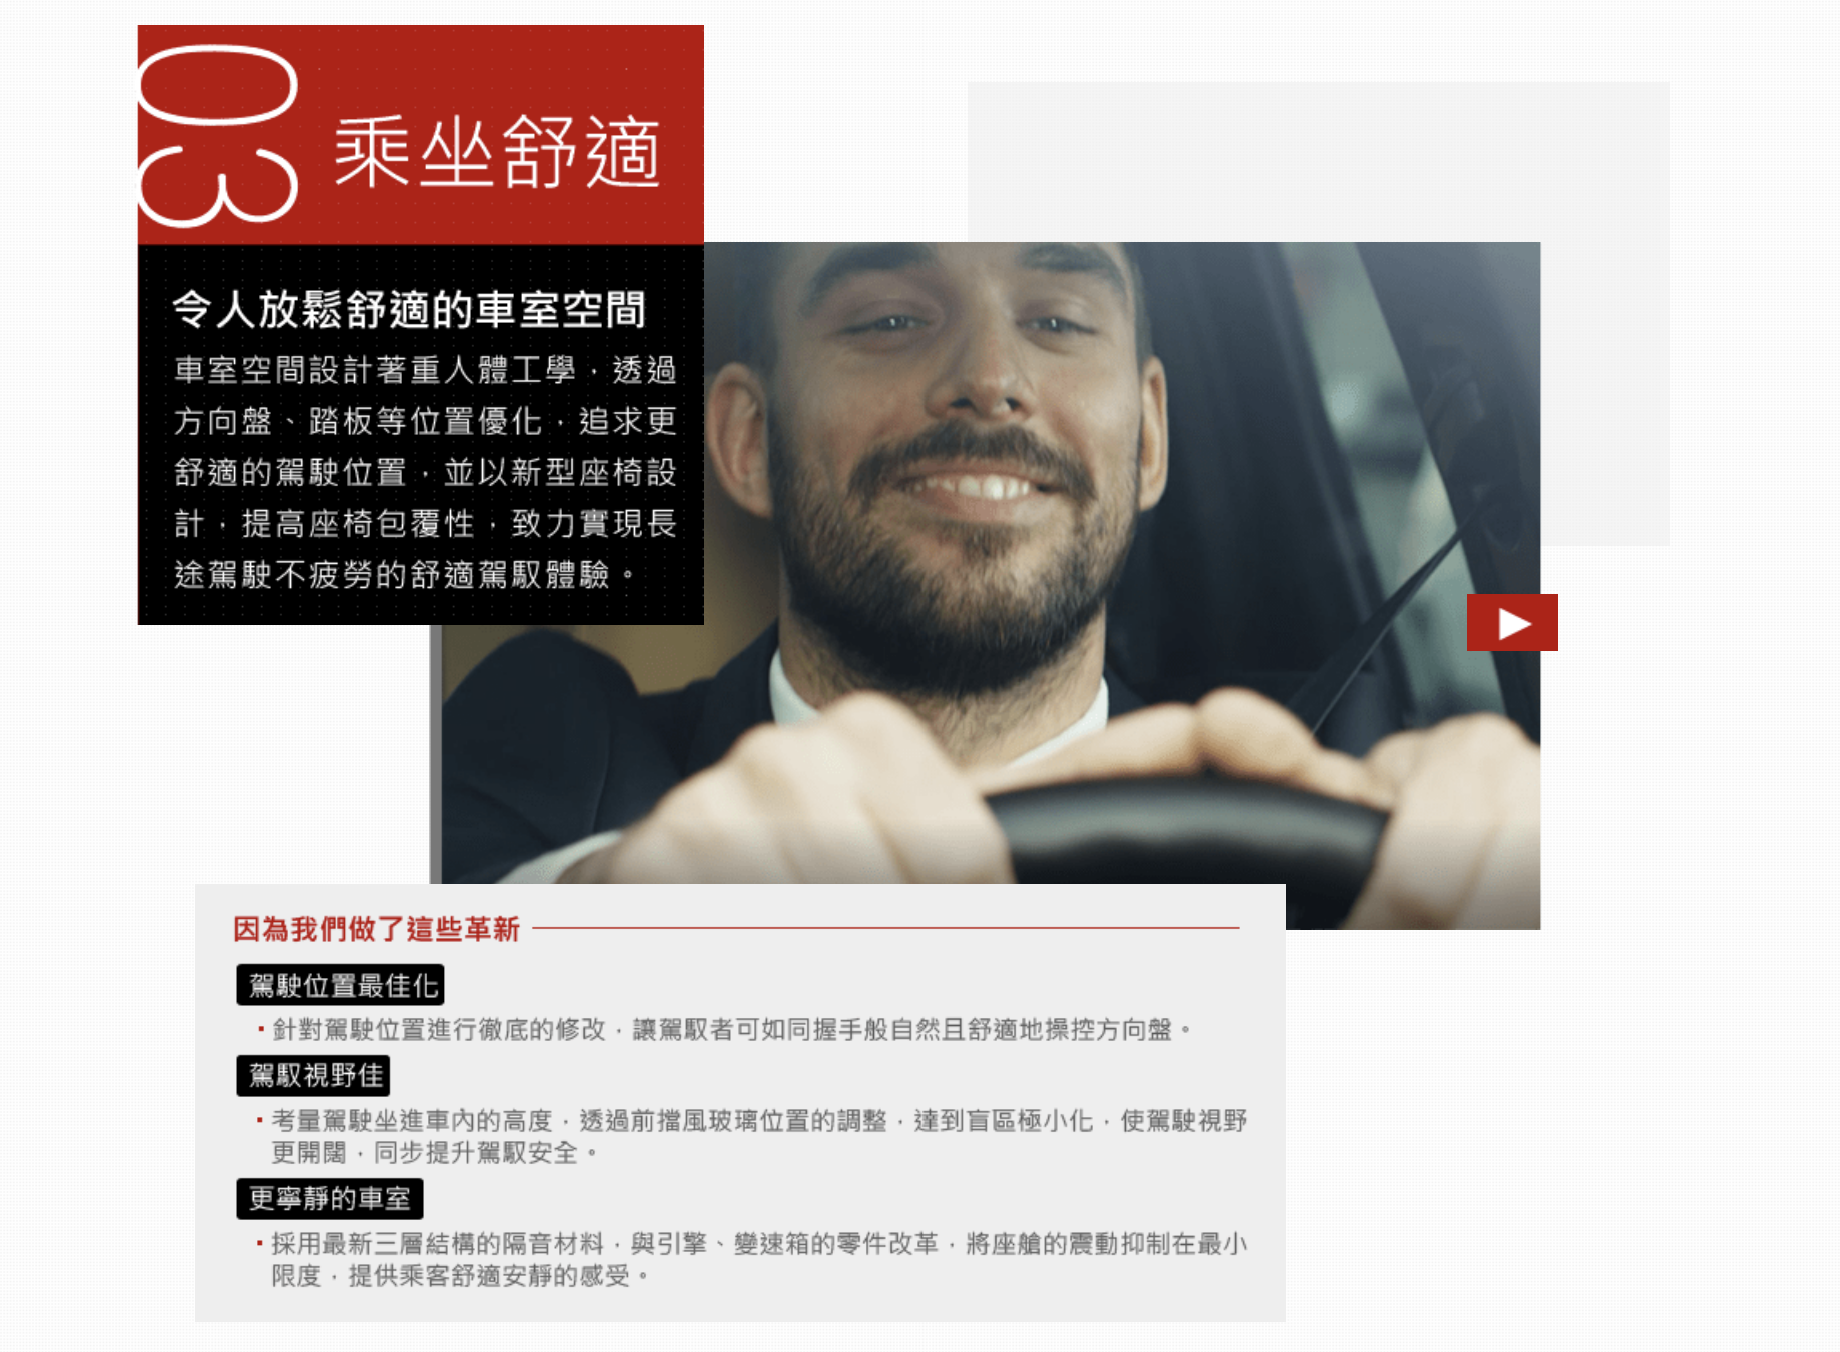 03
乘坐舒適
令人放鬆舒適的車室空間
車室空間設計著重人體工學，透過
方向盤、踏板等位置優化，追求更
舒適的駕駛位置，並以新型座椅設
計，提高座椅包覆性，致力實現長
途駕駛不疲勞的舒適駕馭體驗。
因為我們做了這些革新
駕駛位置最佳化
▪ 針對駕駛位置進行徹底的修改，讓駕馭者可如同握手般自然且舒適地操控方向盤。
駕馭視野佳
▪ 考量駕駛坐進車內的高度，透過前擋風玻璃位置的調整，達到盲區極小化，使駕駛視野
更開闊，同步提升駕馭安全。
更寧靜的車室
▪ 採用最新三層結構的隔音材料，與引擎、變速箱的零件改革，將座艙的震動抑制在最小
限度，提供乘客舒適安靜的感受。